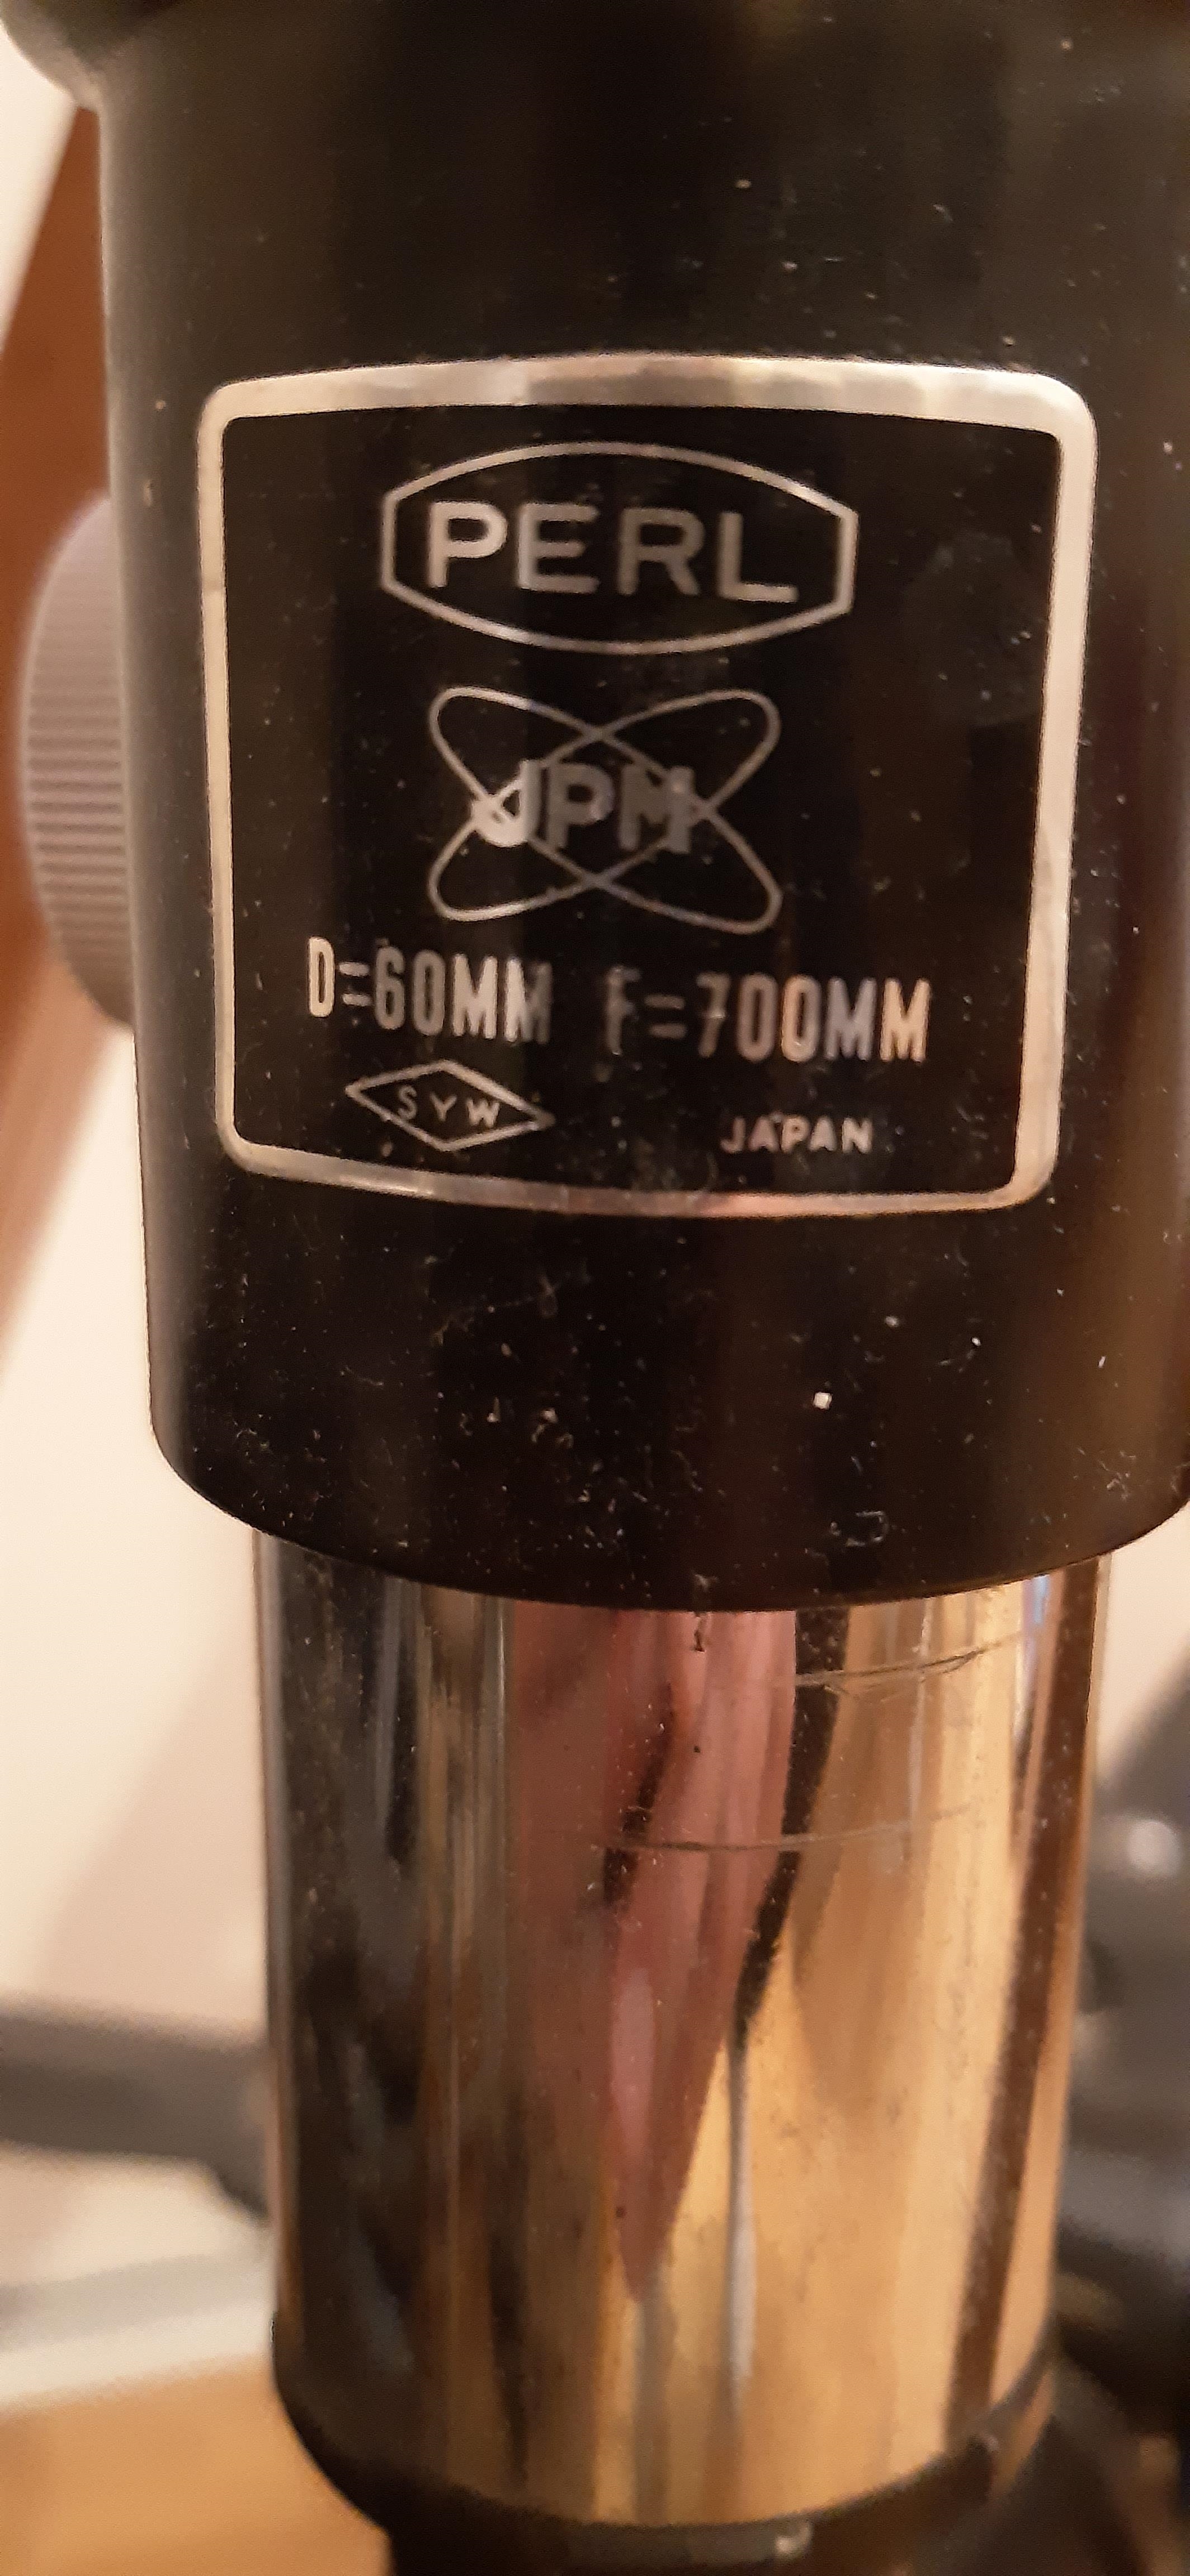 PERL
JPM
D=60MM F=700MM
SYW JAPAN